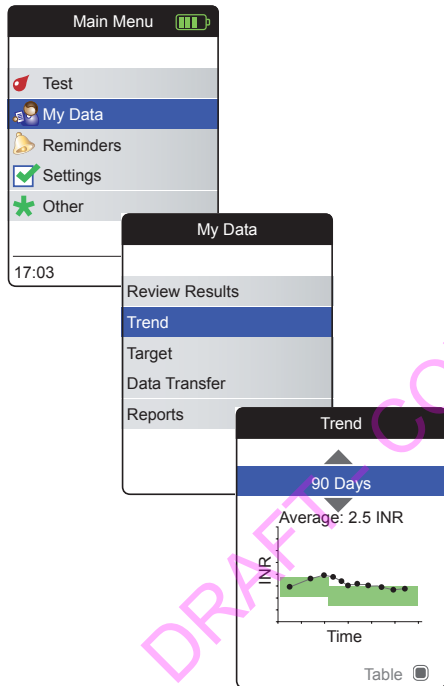 Main Menu
Test
My Data
Reminders
Settings
Other
17:03
My Data
Review Results
Trend
Target
Data Transfer
Reports
Trend
90 Days
Average: 2.5 INR
INR
Time
Table
DRAFT - CO